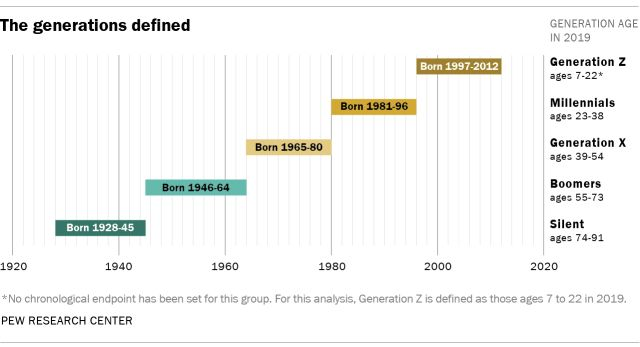 The generations defined
GENERATION AGE
IN 2019
Born 1997-2012
Generation Z
ages 7-22*
Born 1981-96
Millennials
ages 23-38
Born 1965-80
Generation X
ages 39-54
Born 1946-64
Boomers
ages 55-73
Born 1928-45
Silent
ages 74-91
1920 1940 1960 1980 2000 2020
*No chronological endpoint has been set for this group. For this analysis, Generation Z is defined as those ages 7 to 22 in 2019.
PEW RESEARCH CENTER